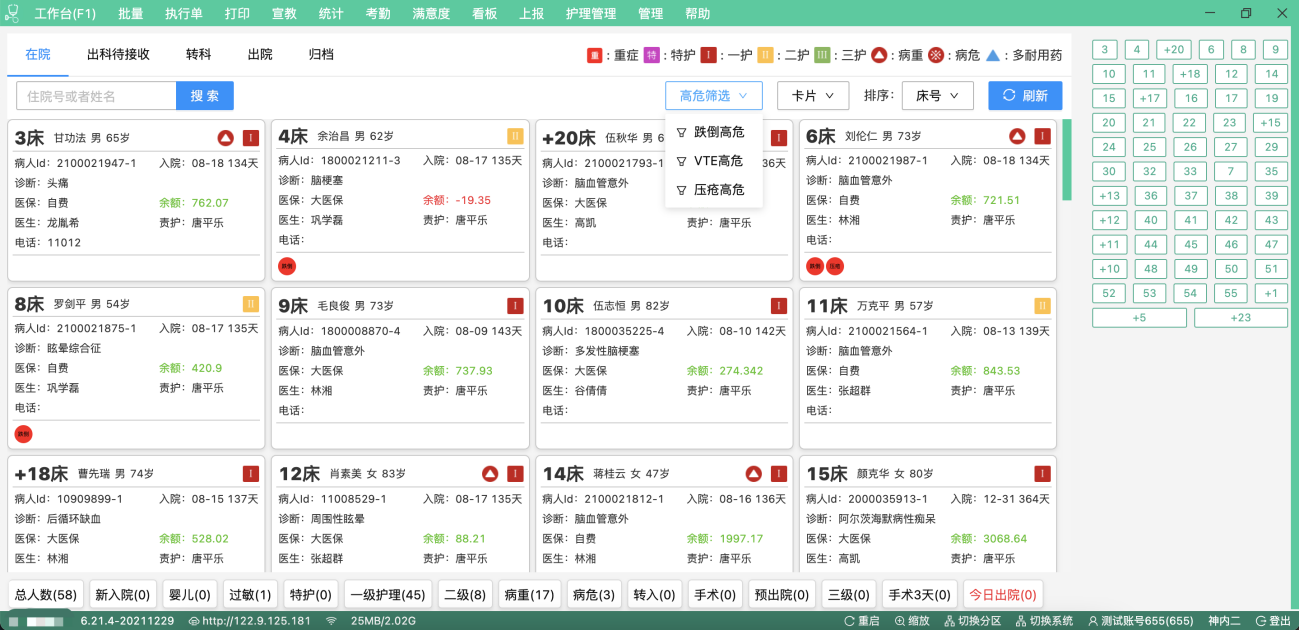 工作台(F1) 批量 执行单 打印 宣教 统计 考勤 满意度 看板 上报 护理管理 管理 帮助
在院 出科待接收 转科 出院 归档
重：重症 特：特护 I：一护 II：二护 III：三护 ：病重 ：病危 ：多耐用药
住院号或者姓名 搜 索 高危筛选 卡片 排序: 床号 刷新
跌倒高危
VTE高危
压疮高危
3床 甘功法 男 65岁 I
病人Id: 2100021947-1 入院: 08-18 134天
诊断: 头痛
医保: 自费 余额: 762.07
医生: 龙胤希 责护: 唐平乐
电话: 11012
4床 余治昌 男 62岁 II
病人Id: 1800021211-3 入院: 08-17 135天
诊断: 脑梗塞
医保: 大医保 余额: -19.35
医生: 巩学磊 责护: 唐平乐
电话:
跌倒
+20床 伍秋华 男 6 I
病人Id: 2100021793-1 36天
诊断: 脑血管意外
医保: 大医保
医生: 高凯 责护: 唐平乐
电话:
6床 刘伦仁 男 73岁 I
病人Id: 2100021987-1 入院: 08-18 134天
诊断: 脑血管意外
医保: 自费 余额: 721.51
医生: 林湘 责护: 唐平乐
电话:
跌倒 压疮
8床 罗剑平 男 54岁 II
病人Id: 2100021875-1 入院: 08-17 135天
诊断: 眩晕综合征
医保: 自费 余额: 420.9
医生: 巩学磊 责护: 唐平乐
电话:
跌倒
9床 毛良俊 男 73岁 I
病人Id: 1800008870-4 入院: 08-09 143天
诊断: 脑血管意外
医保: 大医保 余额: 737.93
医生: 林湘 责护: 唐平乐
电话:
10床 伍志恒 男 82岁 I
病人Id: 1800035225-4 入院: 08-10 142天
诊断: 多发性脑梗塞
医保: 大医保 余额: 274.342
医生: 谷倩倩 责护: 唐平乐
电话:
11床 万克平 男 57岁 II
病人Id: 2100021564-1 入院: 08-13 139天
诊断: 脑血管意外
医保: 自费 余额: 843.53
医生: 张超群 责护: 唐平乐
电话:
+18床 曹先瑞 男 74岁 I
病人Id: 10909899-1 入院: 08-15 137天
诊断: 后循环缺血
医保: 大医保 余额: 528.02
医生: 林湘 责护: 唐平乐
12床 肖素美 女 83岁 I
病人Id: 11008529-1 入院: 08-17 135天
诊断: 周围性眩晕
医保: 大医保 余额: 88.21
医生: 张超群 责护: 唐平乐
14床 蒋桂云 女 47岁 I
病人Id: 2100021812-1 入院: 08-16 136天
诊断: 脑血管意外
医保: 自费 余额: 1997.17
医生: 林湘 责护: 唐平乐
15床 颜克华 女 80岁 I
病人Id: 2000035913-1 入院: 12-31 364天
诊断: 阿尔茨海默病性痴呆
医保: 大医保 余额: 3068.64
医生: 高凯 责护: 唐平乐
3 4 +20 6 8 9
10 11 +18 12 14
15 +17 16 17 19
20 21 22 23 +15
24 25 26 27 29
30 32 33 7 35
+13 36 37 38 39
+12 40 41 42 43
+11 44 45 46 47
+10 48 49 50 51
52 53 54 55 +1
+5 +23
总人数(58) 新入院(0) 婴儿(0) 过敏(1) 特护(0) 一级护理(45) 二级(8) 病重(17) 病危(3) 转入(0) 手术(0) 预出院(0) 三级(0) 手术3天(0) 今日出院(0)
6.21.4-20211229 http://122.9.125.181 25MB/2.02G 重启 缩放 切换分区 切换系统 测试账号655(655) 神内二 登出